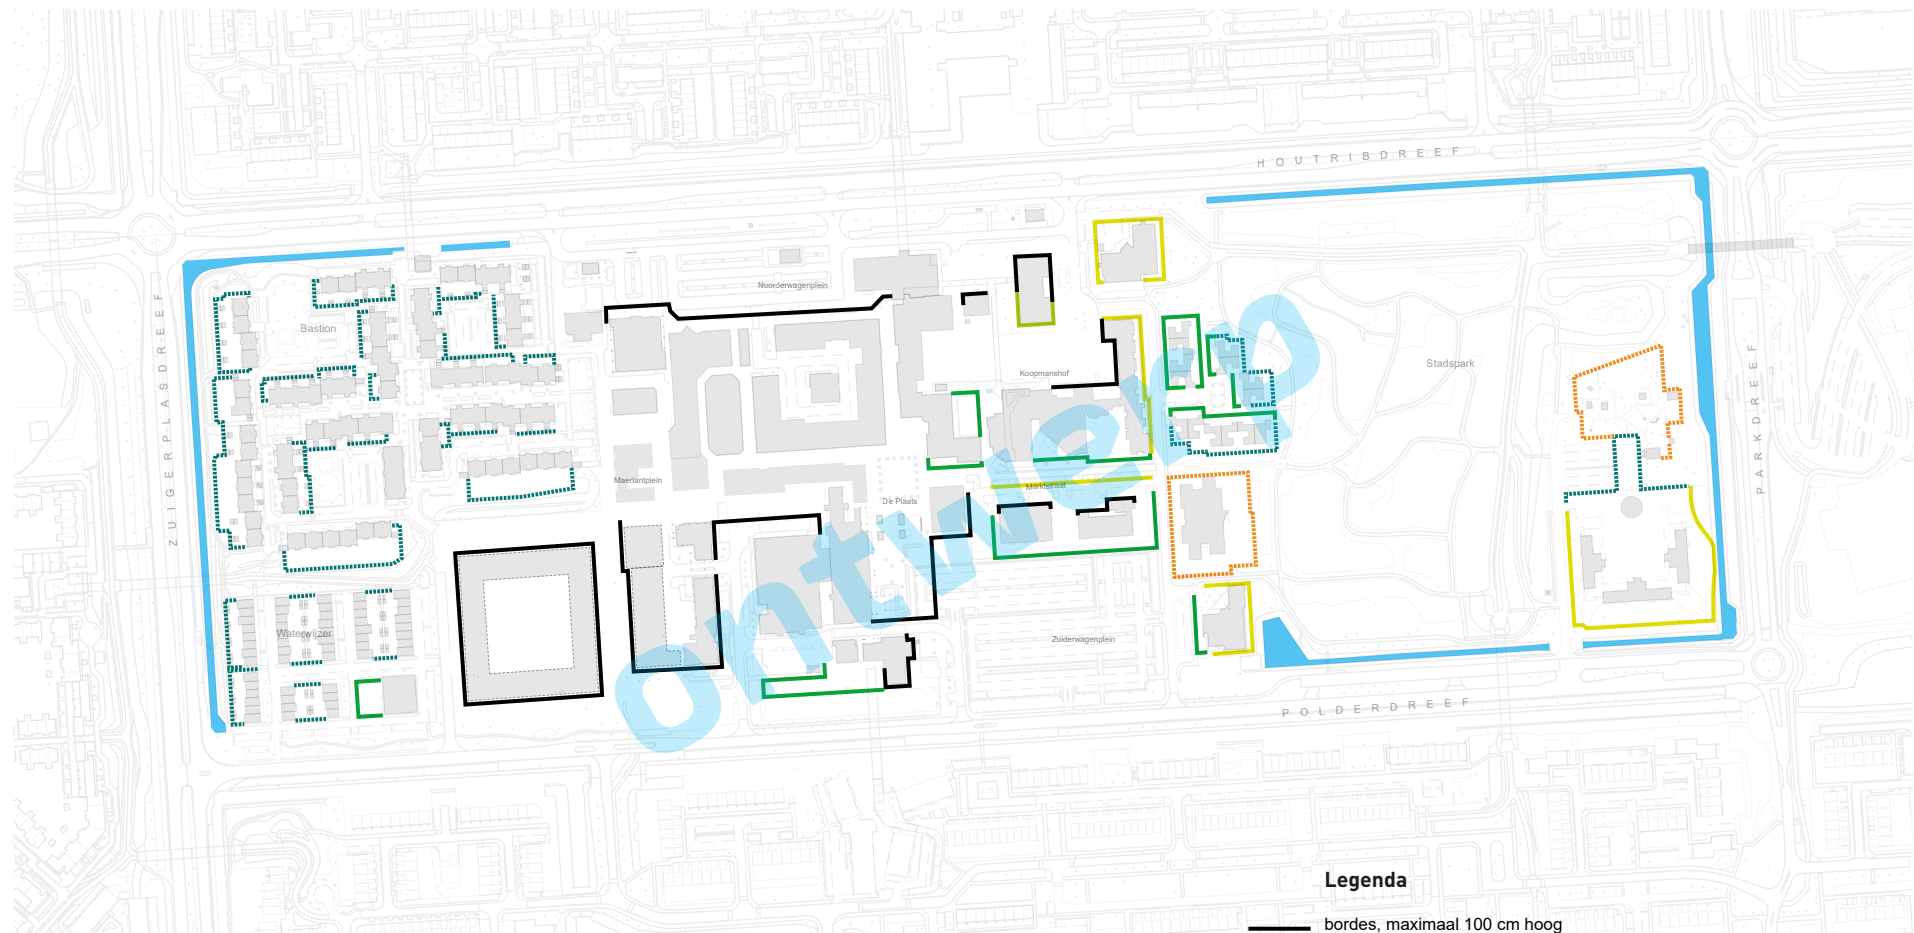 HOUTRIBDREEF
ZUIGERPLASDREEF
Noorderwagenplein
Bastion
Koopmanshof
Stadspark
PARKDREEF
Maerlantplein
Marktstraat
De Plaats
ontwerp
Waterwijzer
Zuiderwagenplein
POLDERDREEF
Legenda
bordes, maximaal 100 cm hoog